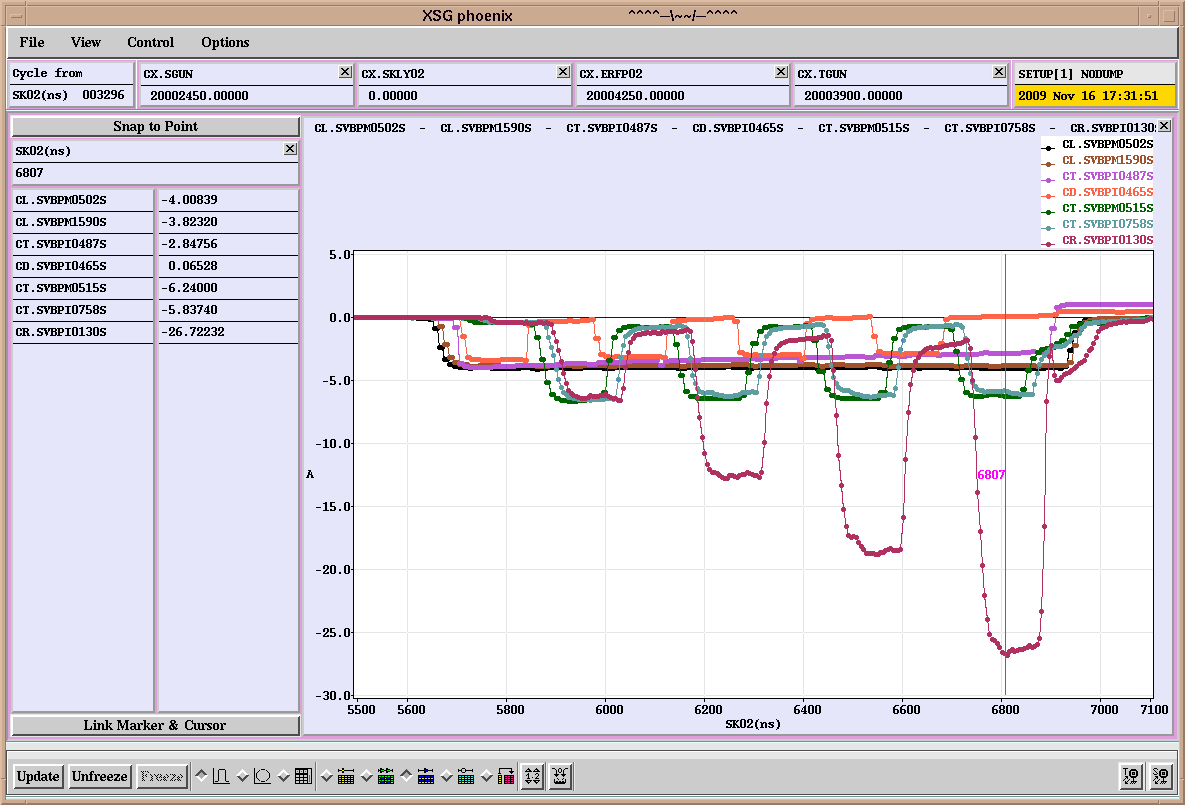 XSG phoenix ^^^^—\~~/—^^^^
File View Control Options
Cycle from CX.SGUN CX.SKLY02 CX.ERFP02 CX.TGUN SETUP[1] NODUMP
SK02(ns) 003296 20002450.00000 0.00000 20004250.00000 20003900.00000 2009 Nov 16 17:31:51
Snap to Point
SK02(ns)
6807
CL.SVBPM0502S -4.00839
CL.SVBPM1590S -3.82320
CT.SVBPI0487S -2.84756
CD.SVBPI0465S 0.06528
CT.SVBPM0515S -6.24000
CT.SVBPI0758S -5.83740
CR.SVBPI0130S -26.72232
Link Marker & Cursor
CL.SVBPM0502S - CL.SVBPM1590S - CT.SVBPI0487S - CD.SVBPI0465S - CT.SVBPM0515S - CT.SVBPI0758S - CR.SVBPI0130S
CL.SVBPM0502S
CL.SVBPM1590S
CT.SVBPI0487S
CD.SVBPI0465S
CT.SVBPM0515S
CT.SVBPI0758S
CR.SVBPI0130S
5.0
0.0
-5.0
-10.0
A
6807
-15.0
-20.0
-25.0
-30.0
5500 5600 5800 6000 6200 6400 6600 6800 7000 7100
SK02(ns)
Update Unfreeze Freeze